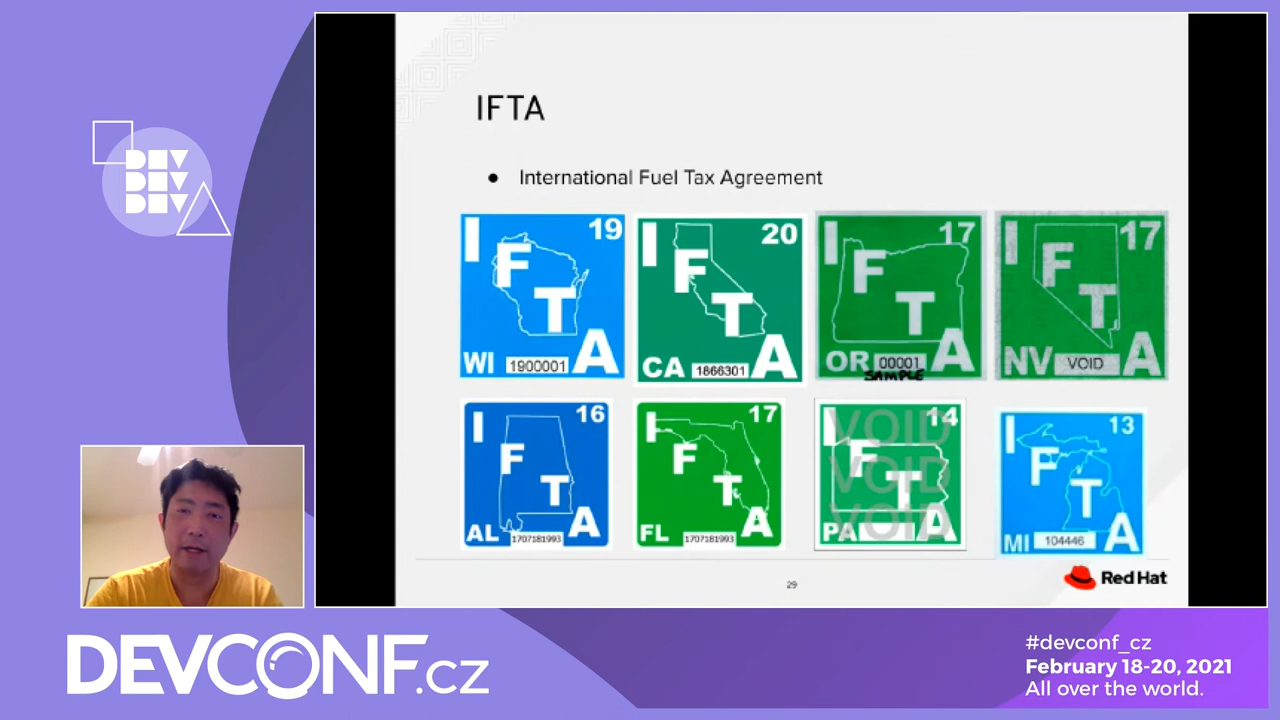 DEV
DEV
DEV
IFTA
• International Fuel Tax Agreement
I F T A 19 WI 1900001
I F T A 20 CA 1866301
I F T A 17 OR 00001
SAMPLE
I F T A 17 NV VOID
I F T A 16 AL 1707181993
I F T A 17 FL 1707181993
I F T A 14 PA
VOID
VOID
VOID
I F T A 13 MI 104446
29
Red Hat
DEVCONF.cz
#devconf_cz
February 18-20, 2021
All over the world.